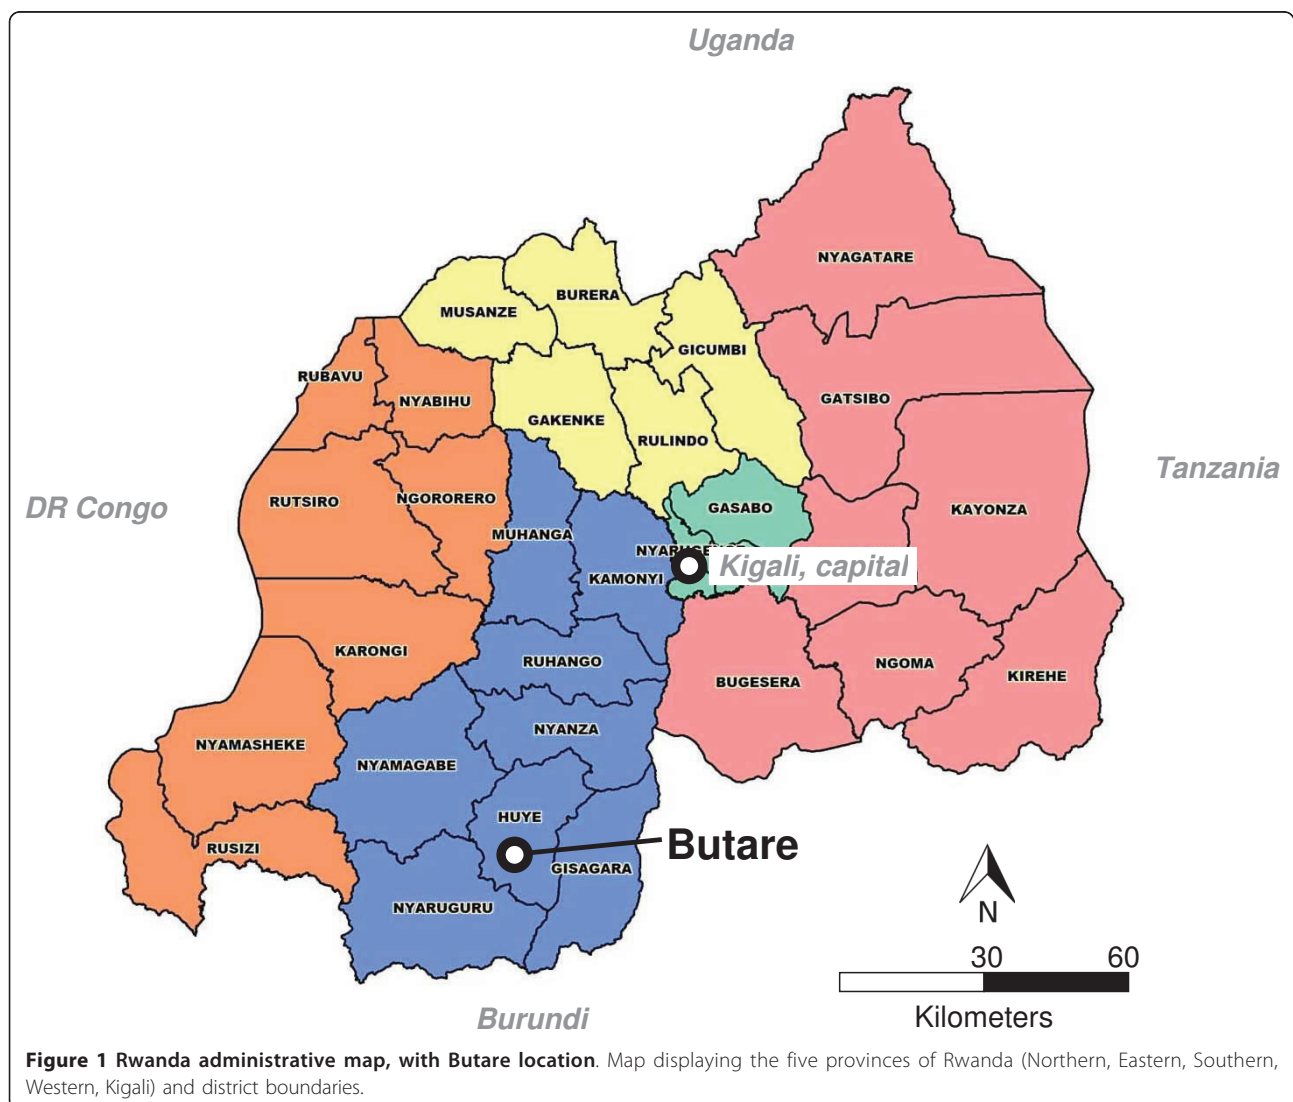 Uganda
NYAGATARE
BURERA
MUSANZE
GICUMBI
RUBAVU
NYABIHU
GATSIBO
GAKENKE
RULINDO
Tanzania
DR Congo
RUTSIRO
NGORORERO
GASABO
KAYONZA
MUHANGA
Kigali, capital
KAMONYI
KARONGI
RUHANGO
NGOMA
KIREHE
BUGESERA
NYANZA
NYAMASHEKE
NYAMAGABE
HUYE
Butare
RUSIZI
GISAGARA
NYARUGURU
N
30 60
Kilometers
Burundi
Figure 1 Rwanda administrative map, with Butare location. Map displaying the five provinces of Rwanda (Northern, Eastern, Southern,
Western, Kigali) and district boundaries.